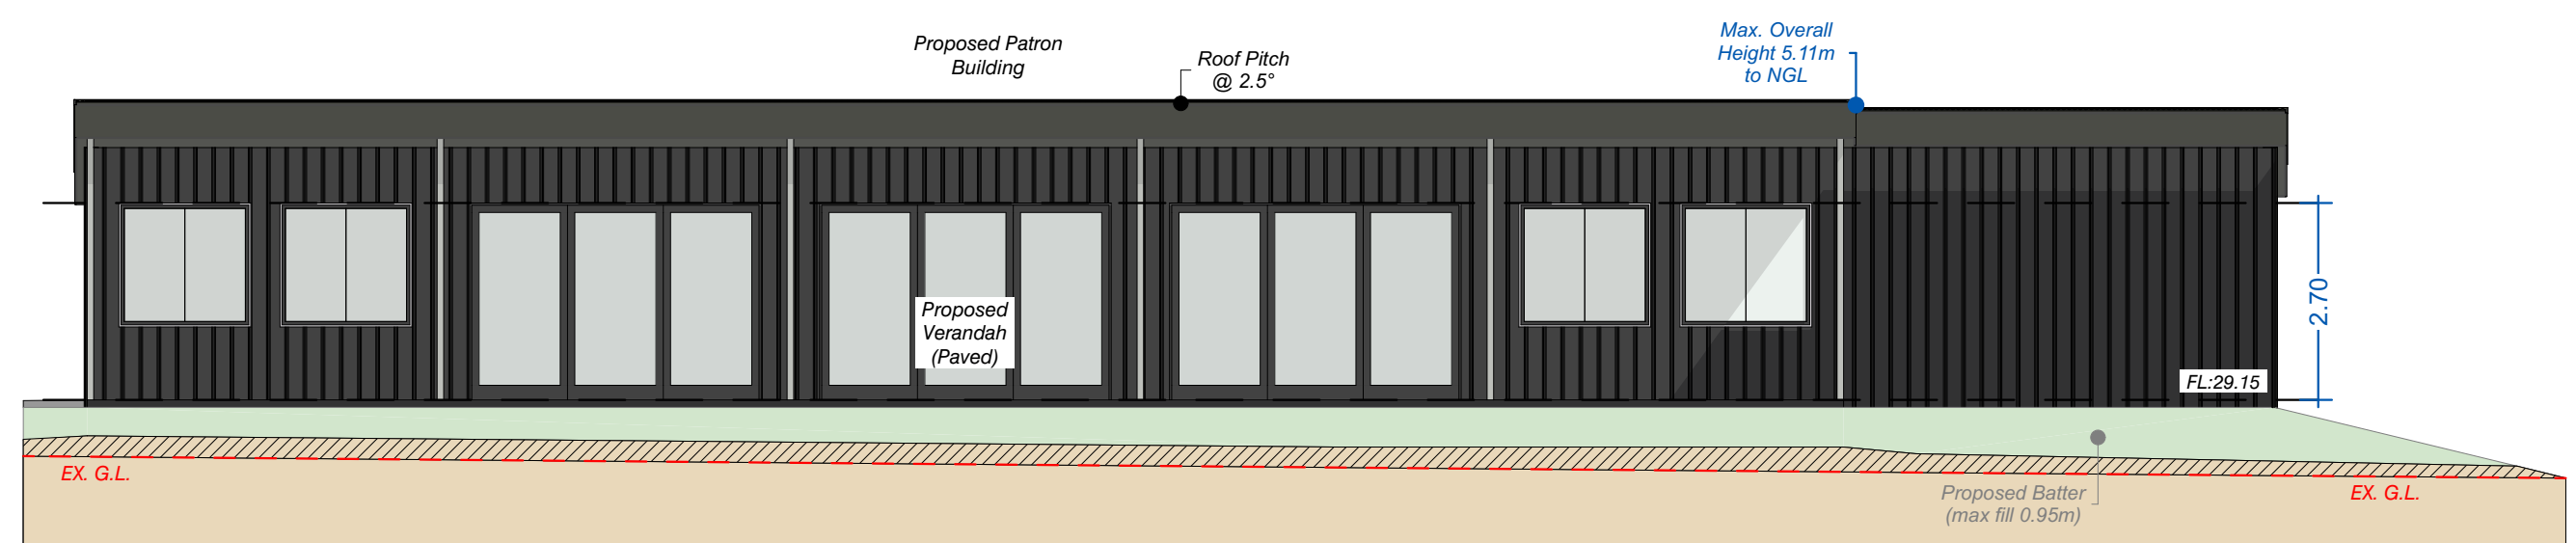 Proposed Patron
Building
Roof Pitch
@ 2.5°
Max. Overall
Height 5.11m
to NGL
Proposed
Verandah
(Paved)
2.70
FL:29.15
EX. G.L.
Proposed Batter
(max fill 0.95m)
EX. G.L.